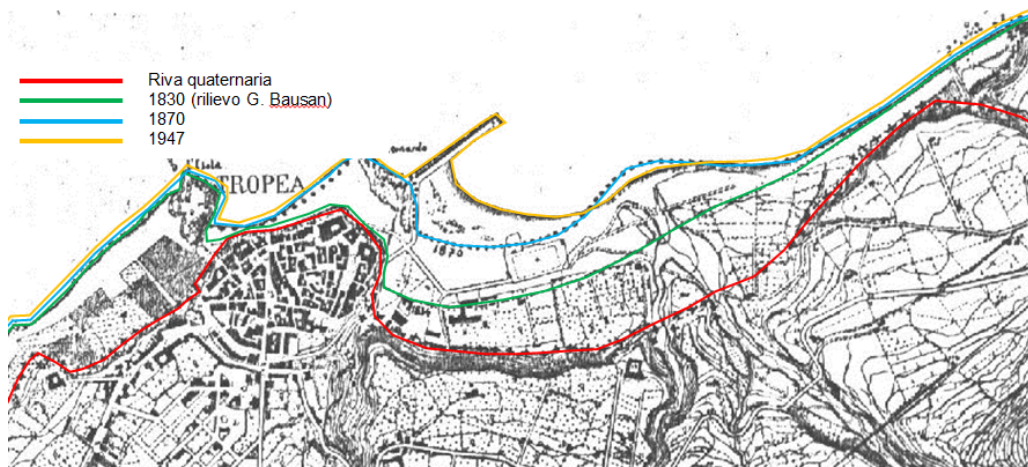 Riva quaternaria
1830 (rilievo G. Bausan)
1870
1947
TROPEA
1870